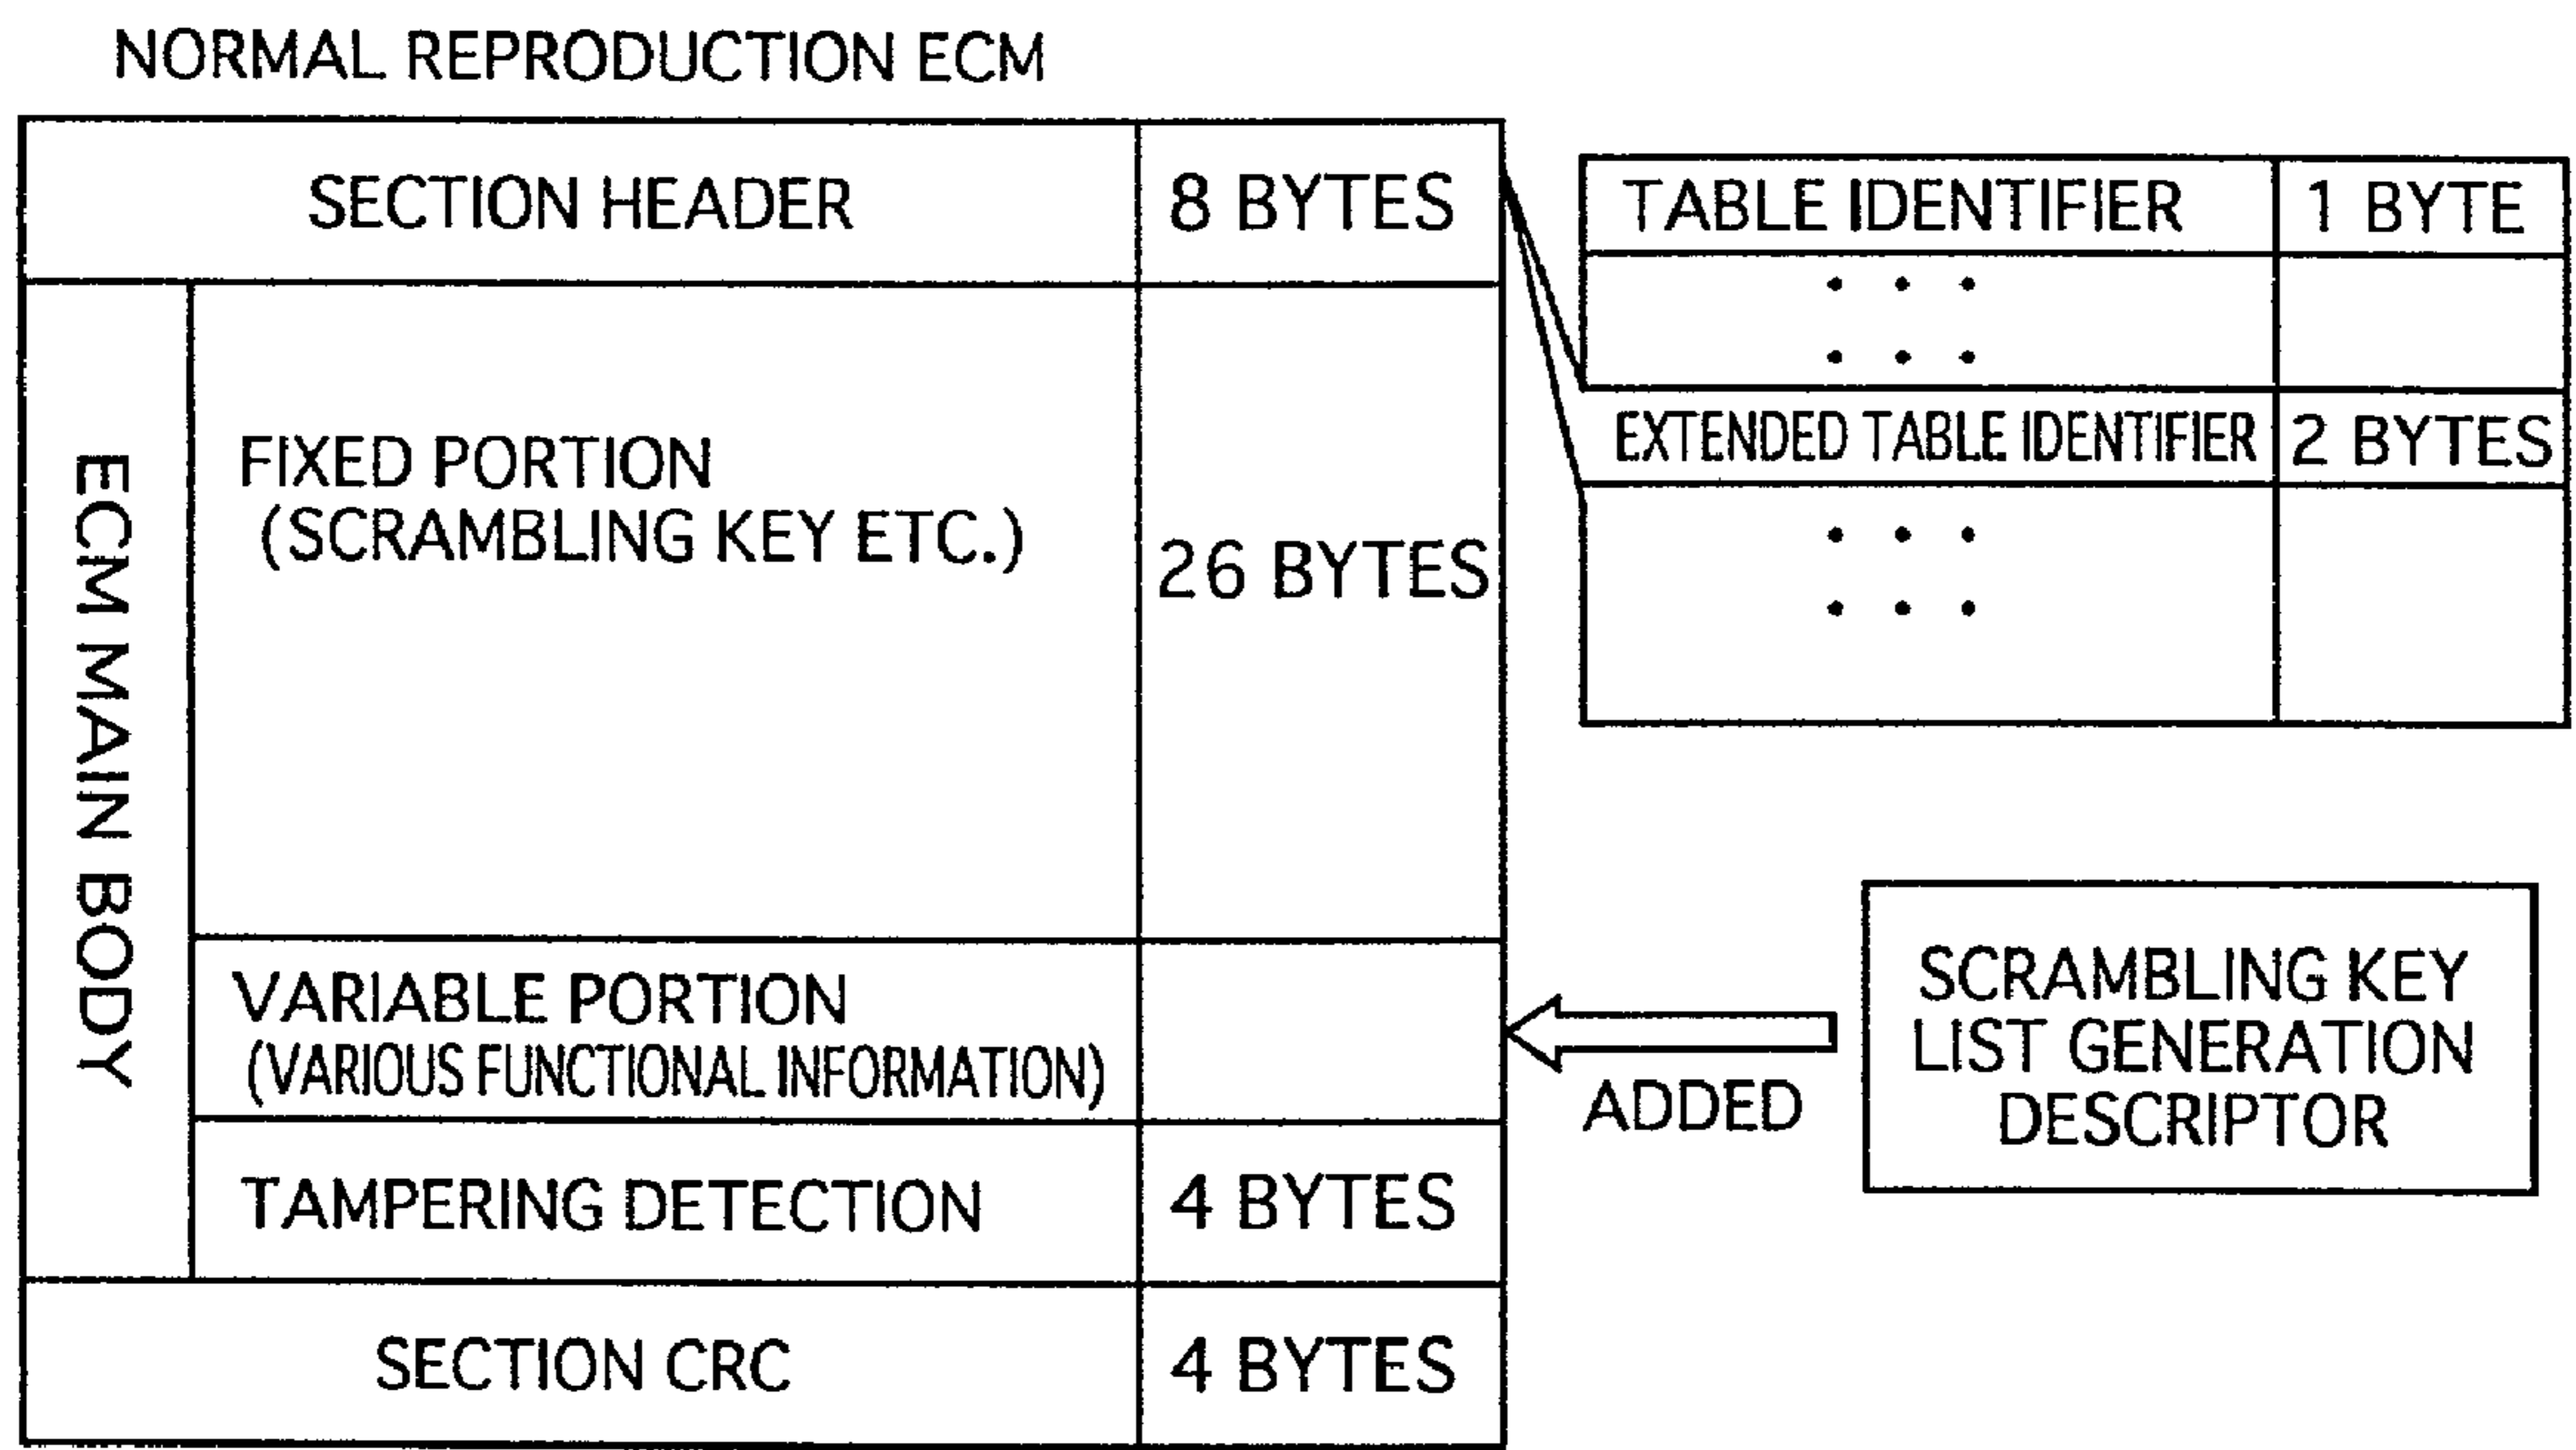 NORMAL REPRODUCTION ECM
SECTION HEADER
8 BYTES
TABLE IDENTIFIER
1 BYTE
EXTENDED TABLE IDENTIFIER
2 BYTES
ECM MAIN BODY
FIXED PORTION
(SCRAMBLING KEY ETC.)
26 BYTES
VARIABLE PORTION
(VARIOUS FUNCTIONAL INFORMATION)
ADDED
SCRAMBLING KEY
LIST GENERATION
DESCRIPTOR
TAMPERING DETECTION
4 BYTES
SECTION CRC
4 BYTES